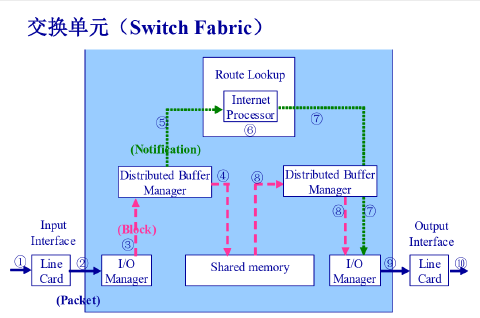 交换单元（Switch Fabric）
Route Lookup
Internet
Processor
⑤
⑥
⑦
(Notification)
Distributed Buffer
Manager
④
⑧
Distributed Buffer
Manager
⑧
⑦
(Block)
③
Input
Interface
Output
Interface
①
Line
Card
②
I/O
Manager
Shared memory
I/O
Manager
⑨
Line
Card
⑩
(Packet)